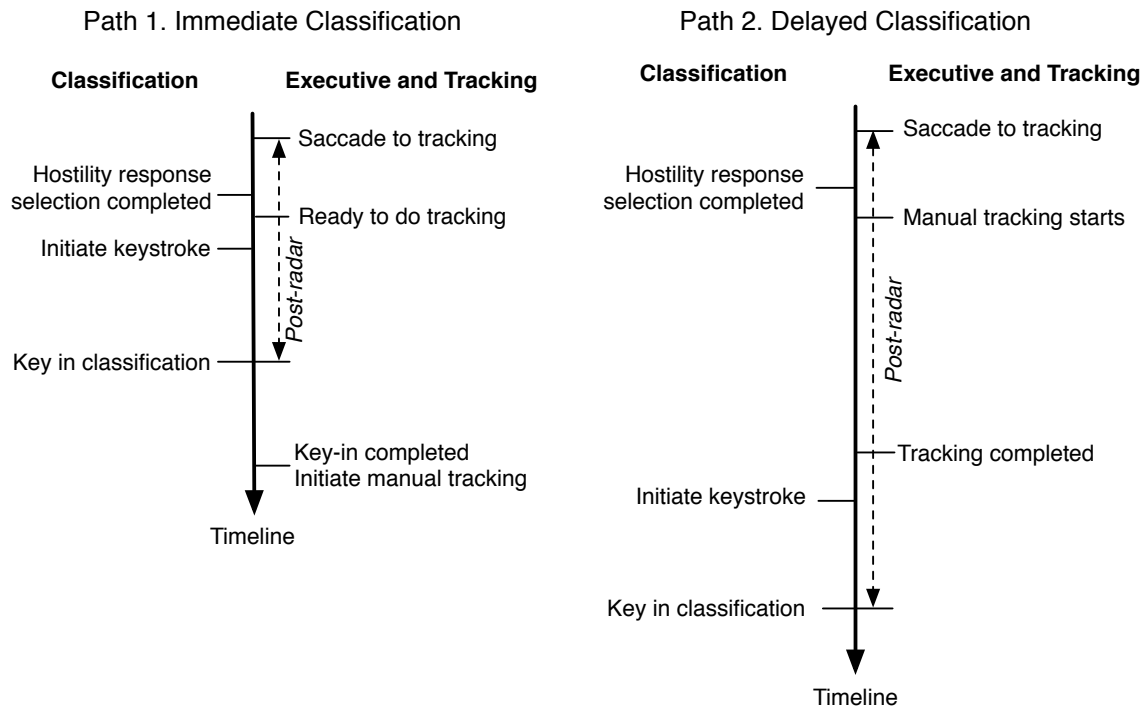 Path 1. Immediate Classification
Classification
Executive and Tracking
Saccade to tracking
Hostility response
selection completed
Ready to do tracking
Initiate keystroke
Post-radar
Key in classification
Key-in completed
Initiate manual tracking
Timeline
Path 2. Delayed Classification
Classification
Executive and Tracking
Saccade to tracking
Hostility response
selection completed
Manual tracking starts
Post-radar
Tracking completed
Initiate keystroke
Key in classification
Timeline